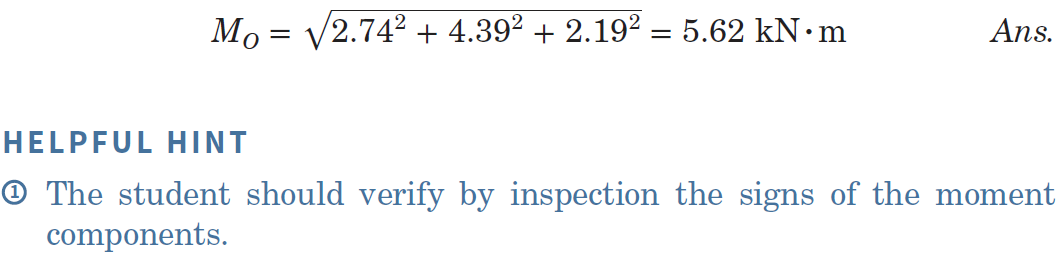 M_O = √2.74² + 4.39² + 2.19² = 5.62 kN·m Ans.
HELPFUL HINT
① The student should verify by inspection the signs of the moment
components.